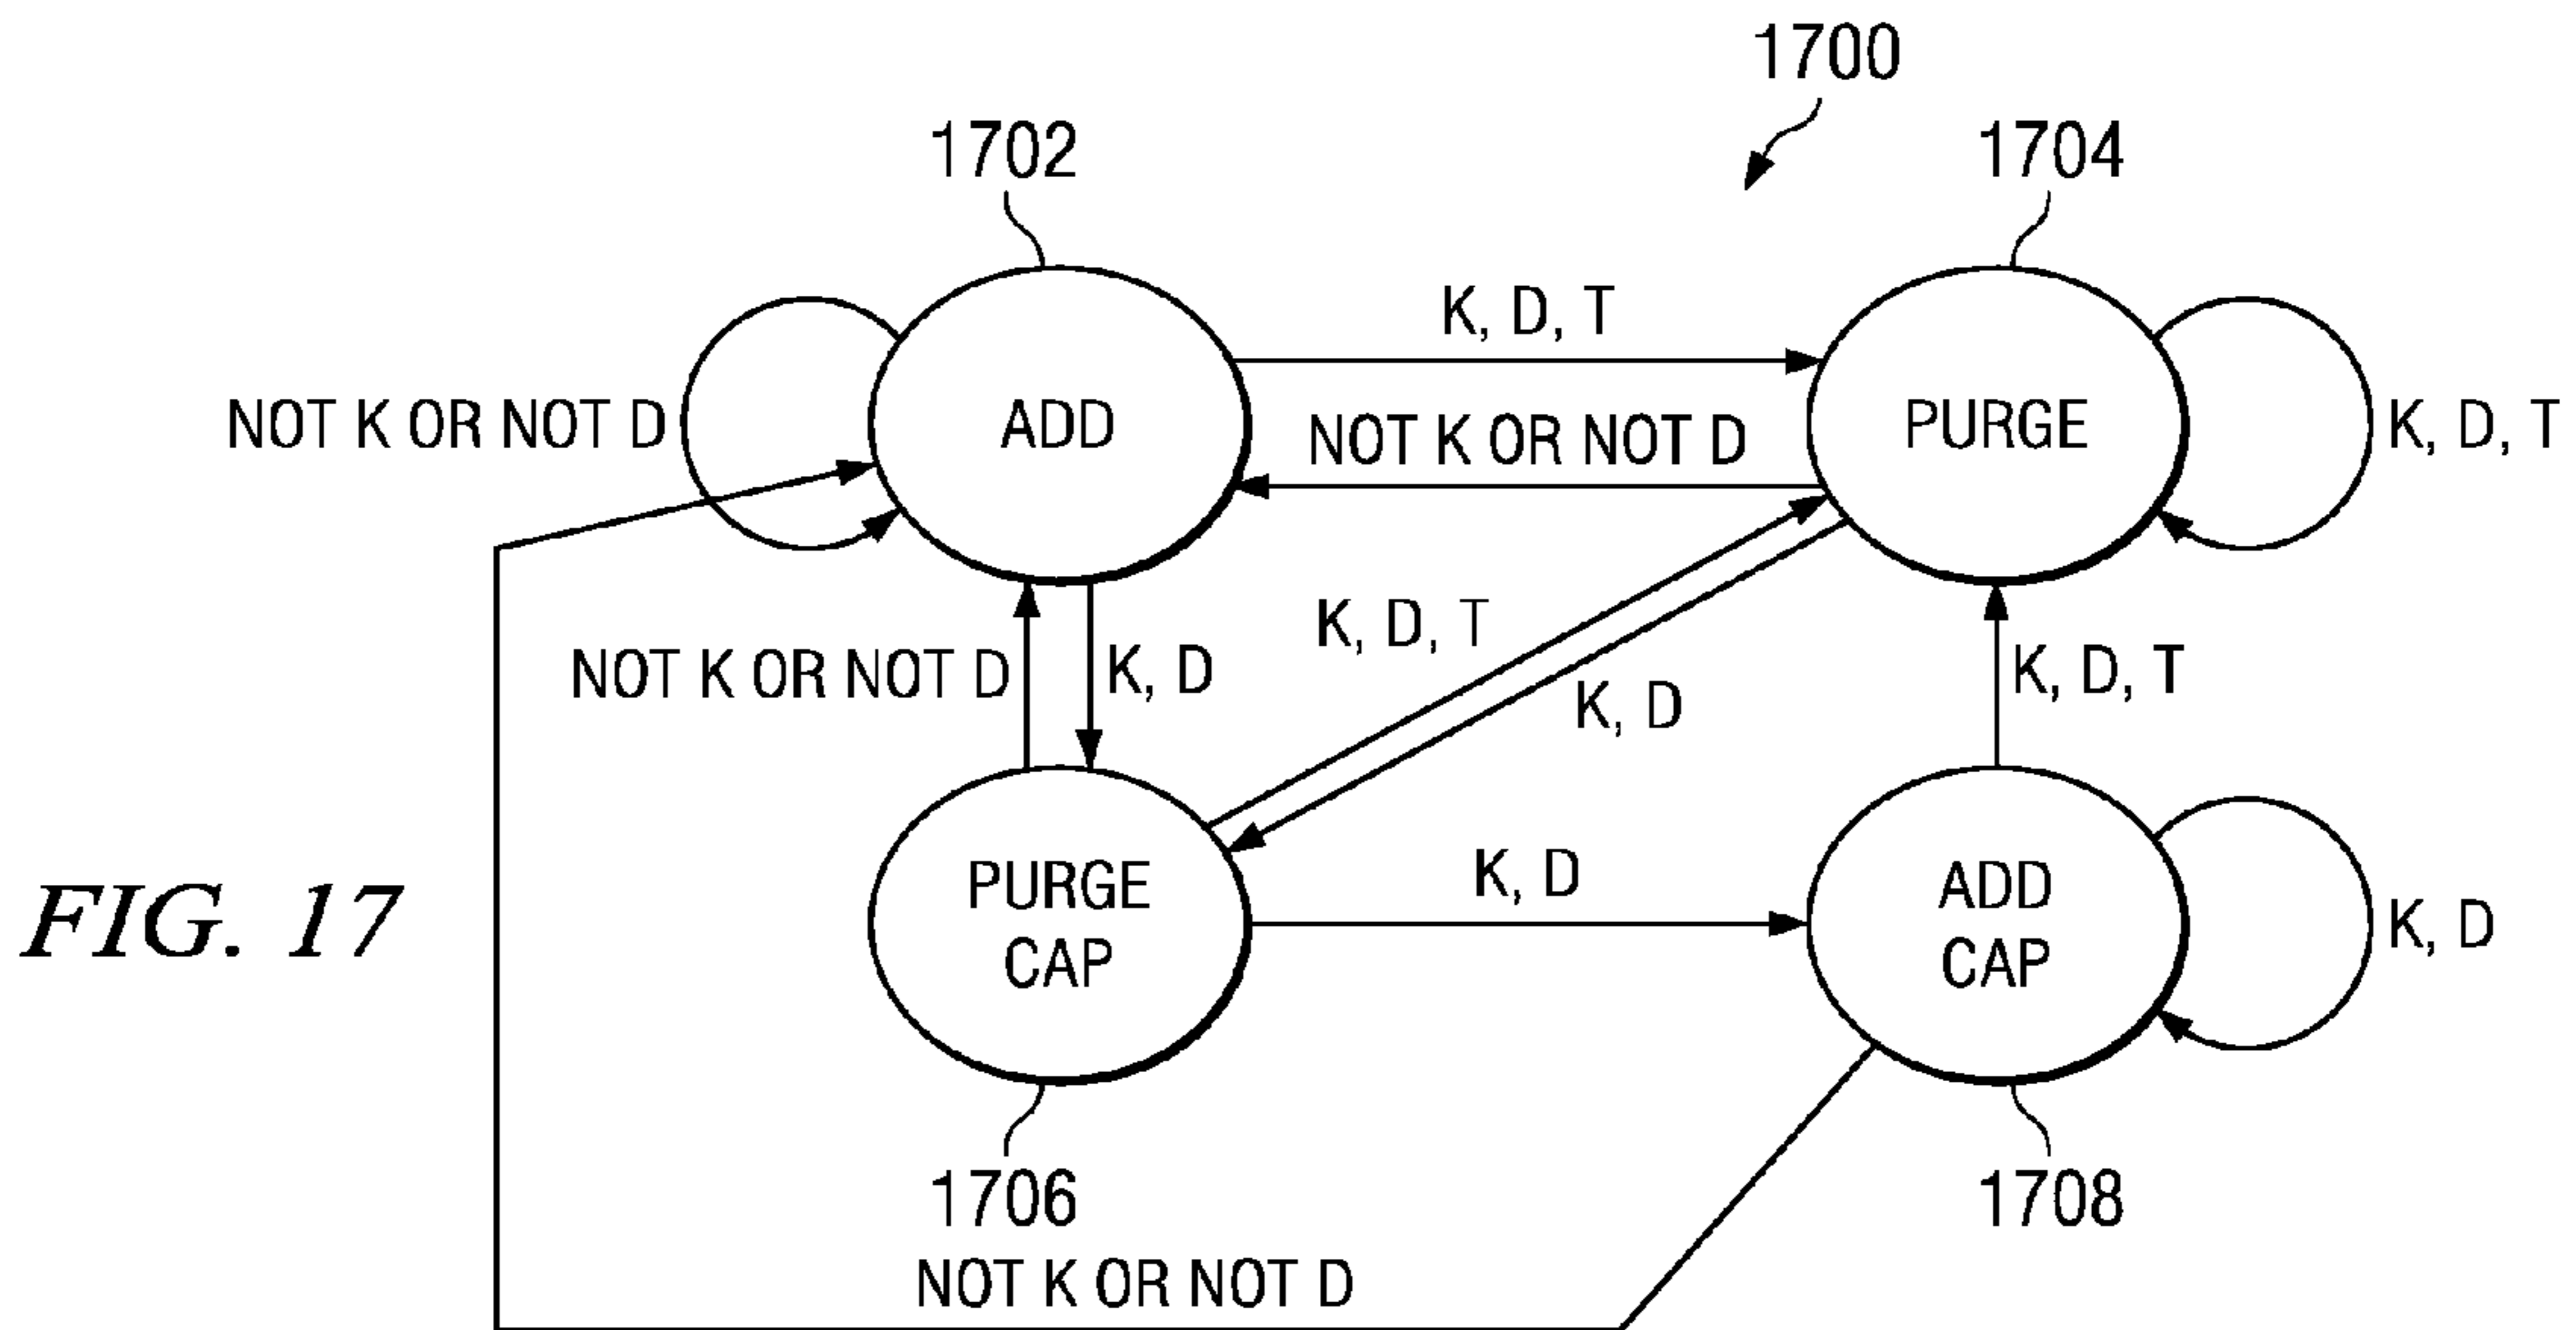 1700
1702
1704
K, D, T
NOT K OR NOT D
ADD
NOT K OR NOT D
PURGE
K, D, T
NOT K OR NOT D
K, D
K, D, T
K, D
K, D, T
PURGE
CAP
K, D
ADD
CAP
K, D
FIG. 17
1706
1708
NOT K OR NOT D